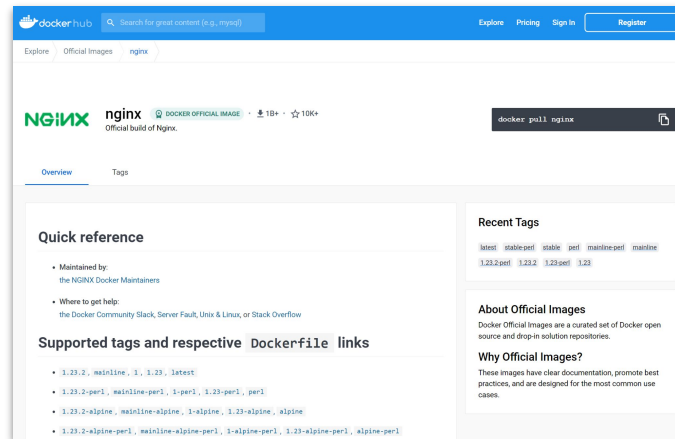 docker hub
Search for great content (e.g., mysql)
Explore Pricing Sign In Register
Explore Official Images nginx
NGINX
nginx DOCKER OFFICIAL IMAGE · 1B+ · 10K+
Official build of Nginx.
docker pull nginx
Overview Tags
Quick reference
• Maintained by:
the NGINX Docker Maintainers
• Where to get help:
the Docker Community Slack, Server Fault, Unix & Linux, or Stack Overflow
Supported tags and respective Dockerfile links
• 1.23.2, mainline, 1, 1.23, latest
• 1.23.2-perl, mainline-perl, 1-perl, 1.23-perl, perl
• 1.23.2-alpine, mainline-alpine, 1-alpine, 1.23-alpine, alpine
• 1.23.2-alpine-perl, mainline-alpine-perl, 1-alpine-perl, 1.23-alpine-perl, alpine-perl
Recent Tags
latest stable-perl stable perl mainline-perl mainline
1.23.2-perl 1.23.2 1.23-perl 1.23
About Official Images
Docker Official Images are a curated set of Docker open
source and drop-in solution repositories.
Why Official Images?
These images have clear documentation, promote best
practices, and are designed for the most common use
cases.